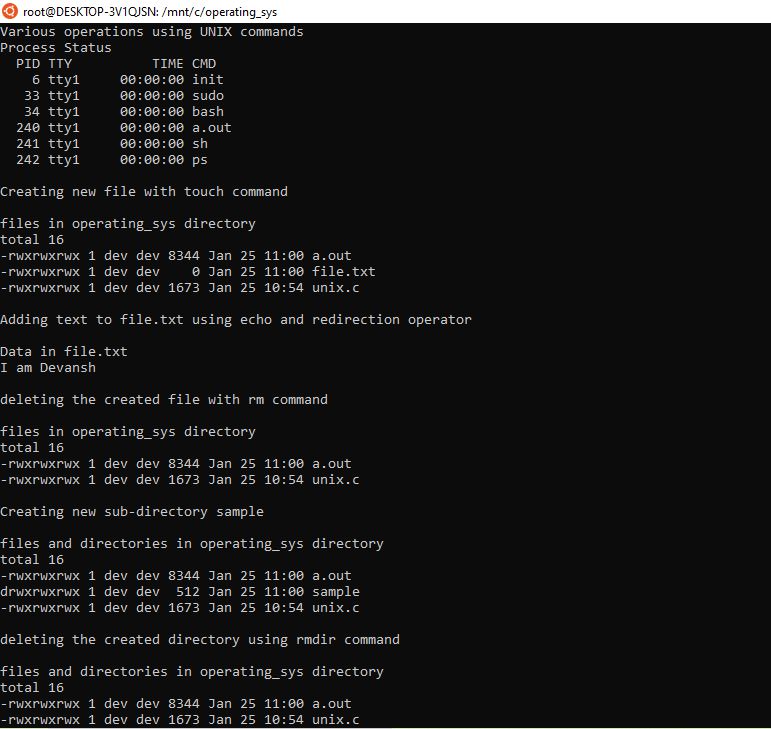 root@DESKTOP-3V1QJSN: /mnt/c/operating_sys
Various operations using UNIX commands
Process Status
  PID TTY          TIME CMD
    6 tty1     00:00:00 init
   33 tty1     00:00:00 sudo
   34 tty1     00:00:00 bash
  240 tty1     00:00:00 a.out
  241 tty1     00:00:00 sh
  242 tty1     00:00:00 ps

Creating new file with touch command

files in operating_sys directory
total 16
-rwxrwxrwx 1 dev dev 8344 Jan 25 11:00 a.out
-rwxrwxrwx 1 dev dev    0 Jan 25 11:00 file.txt
-rwxrwxrwx 1 dev dev 1673 Jan 25 10:54 unix.c

Adding text to file.txt using echo and redirection operator

Data in file.txt
I am Devansh

deleting the created file with rm command

files in operating_sys directory
total 16
-rwxrwxrwx 1 dev dev 8344 Jan 25 11:00 a.out
-rwxrwxrwx 1 dev dev 1673 Jan 25 10:54 unix.c

Creating new sub-directory sample

files and directories in operating_sys directory
total 16
-rwxrwxrwx 1 dev dev 8344 Jan 25 11:00 a.out
drwxrwxrwx 1 dev dev  512 Jan 25 11:00 sample
-rwxrwxrwx 1 dev dev 1673 Jan 25 10:54 unix.c

deleting the created directory using rmdir command

files and directories in operating_sys directory
total 16
-rwxrwxrwx 1 dev dev 8344 Jan 25 11:00 a.out
-rwxrwxrwx 1 dev dev 1673 Jan 25 10:54 unix.c